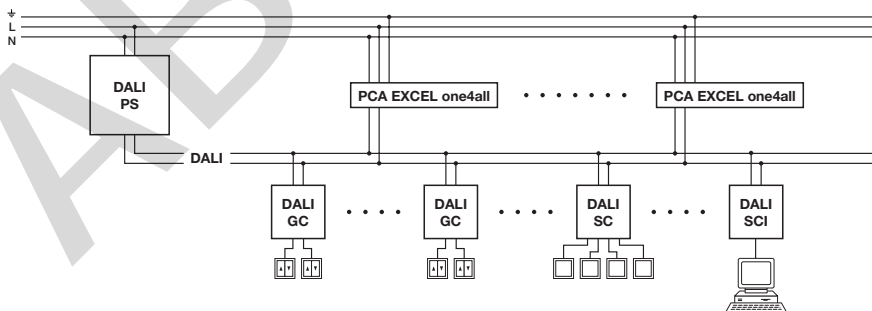 L
N
DALI
PS
PCA EXCEL one4all
PCA EXCEL one4all
DALI
DALI
GC
DALI
GC
DALI
SC
DALI
SCI